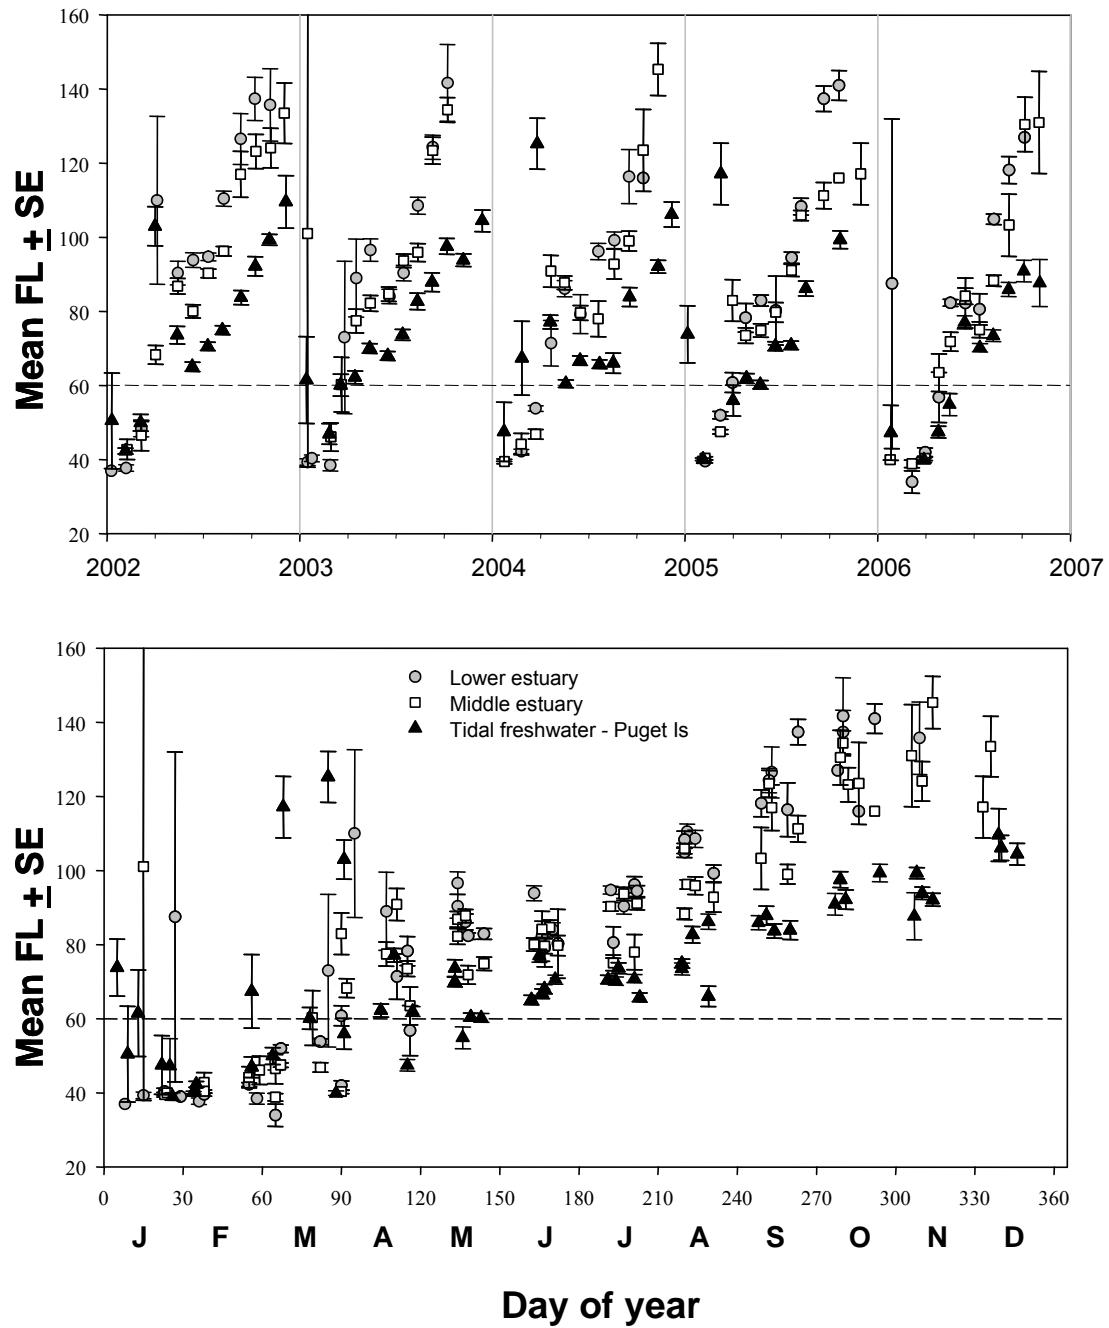 160
140
120
100
80
60
40
20
Mean FL ± SE
2002 2003 2004 2005 2006 2007
160
140
120
100
80
60
40
20
Mean FL ± SE
Lower estuary
Middle estuary
Tidal freshwater - Puget Is
0 30 60 90 120 150 180 210 240 270 300 330 360
J F M A M J J A S O N D
Day of year